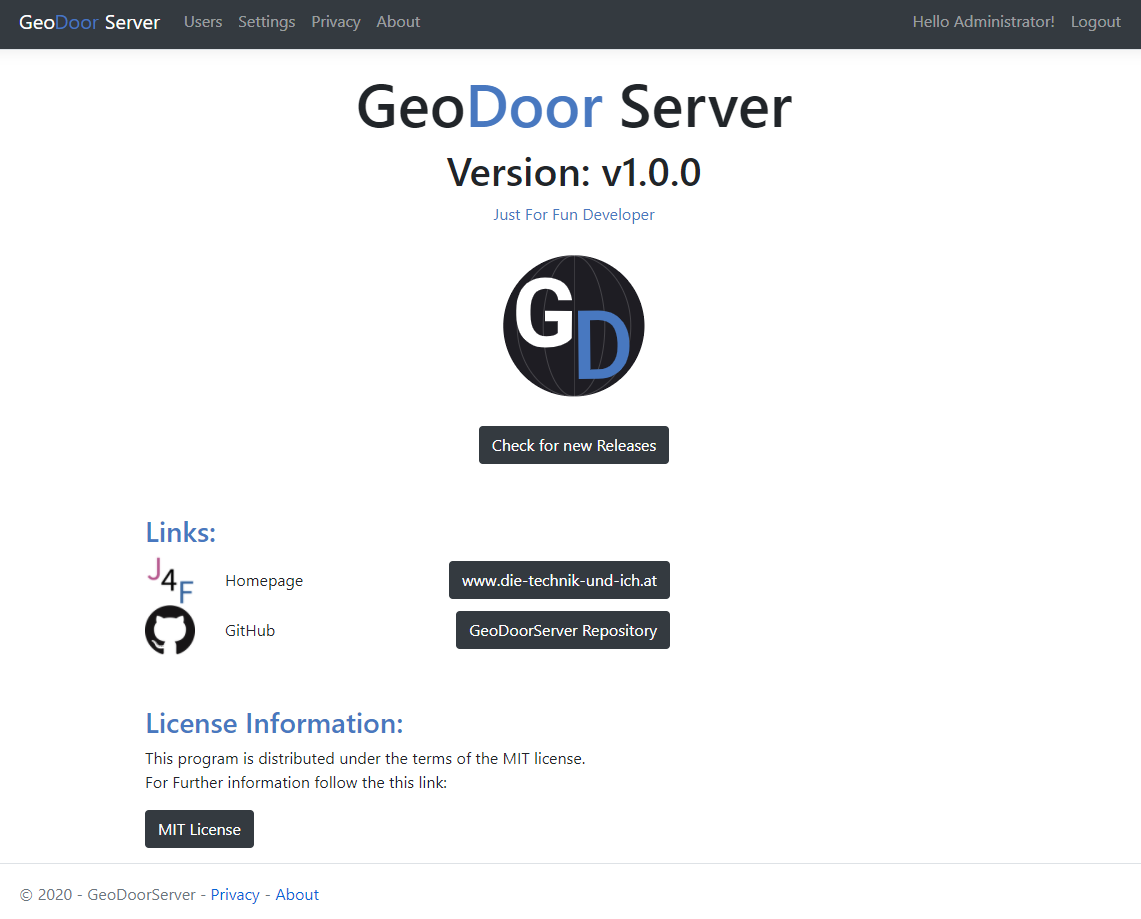 GeoDoor Server Users Settings Privacy About Hello Administrator! Logout
GeoDoor Server
Version: v1.0.0
Just For Fun Developer
GD
Check for new Releases
Links:
J4F Homepage www.die-technik-und-ich.at
GitHub GeoDoorServer Repository
License Information:
This program is distributed under the terms of the MIT license.
For Further information follow the this link:
MIT License
© 2020 - GeoDoorServer - Privacy - About